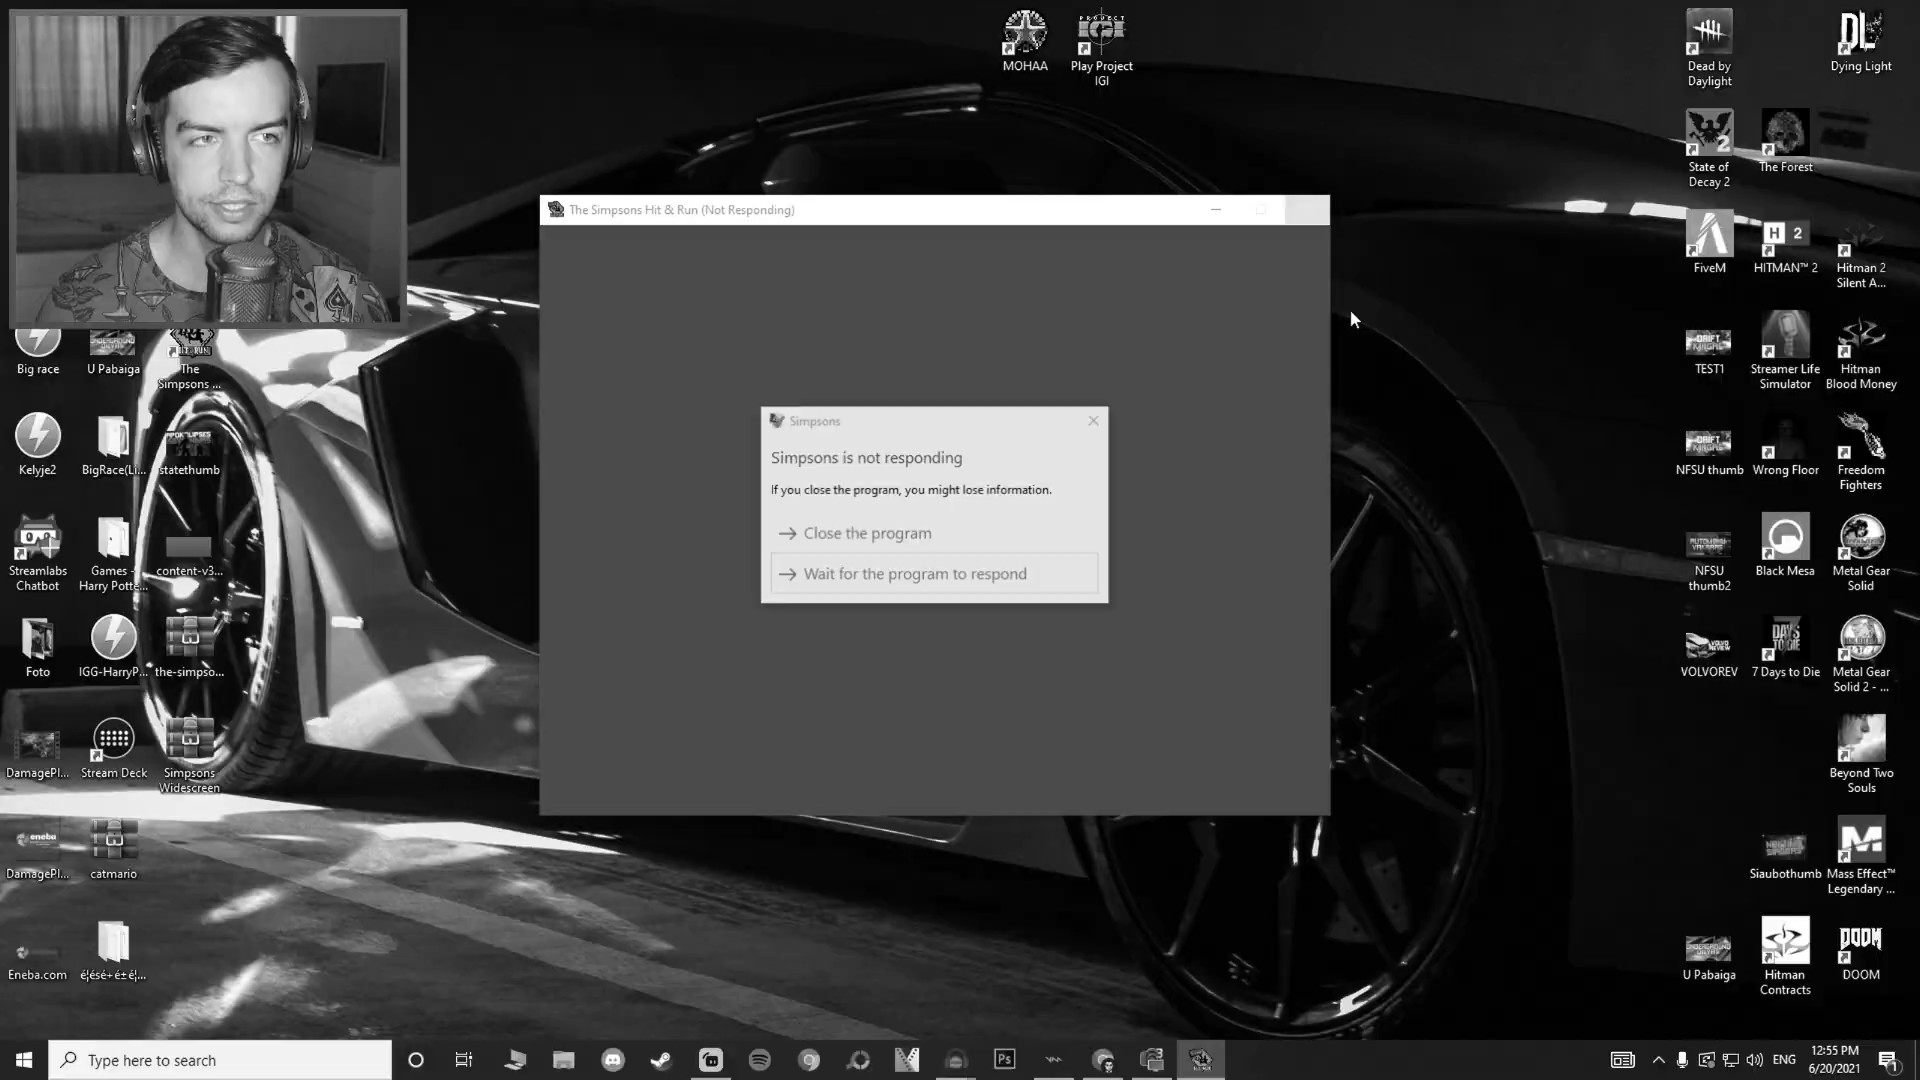 MOHAA
Play Project
IGI
Dead by
Daylight
Dying Light
State of
Decay 2
The Forest
FiveM
HITMAN™ 2
Hitman 2
Silent A...
TEST1
Streamer Life
Simulator
Hitman
Blood Money
NFSU thumb
Wrong Floor
Freedom
Fighters
NFSU
thumb2
Black Mesa
Metal Gear
Solid
VOLVOREV
7 Days to Die
Metal Gear
Solid 2 - ...
Beyond Two
Souls
Siaubothumb
Mass Effect™
Legendary ...
U Pabaiga
Hitman
Contracts
DOOM
Big race
U Pabaiga
The
Simpsons ...
Kelyje2
BigRace(Li...
statethumb
Streamlabs
Chatbot
Games -
Harry Potte...
content-v3...
Foto
IGG-HarryP...
the-simpso...
DamagePl...
Stream Deck
Simpsons
Widescreen
DamagePl...
catmario
Eneba.com
é¦ésé÷é±é¦...
The Simpsons Hit & Run (Not Responding)
Simpsons
Simpsons is not responding
If you close the program, you might lose information.
→ Close the program
→ Wait for the program to respond
Type here to search
ENG
12:55 PM
6/20/2021